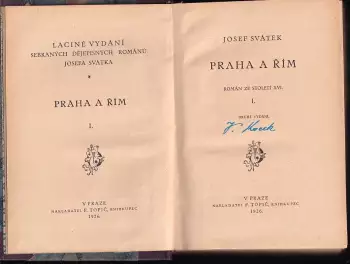 LACINÉ VYDÁNÍ
SEBRANÝCH DĚJEPISNÝCH ROMÁNŮ
JOSEFA SVÁTKA
*
PRAHA A ŘÍM
I.
V PRAZE
NAKLADATEL F. TOPIČ, KNIHKUPEC
1926
JOSEF SVÁTEK
PRAHA A ŘÍM
ROMÁN ZE STOLETÍ XVI.
I.
DRUHÉ VYDÁNÍ
V PRAZE
NAKLADATEL F. TOPIČ, KNIHKUPEC
1926